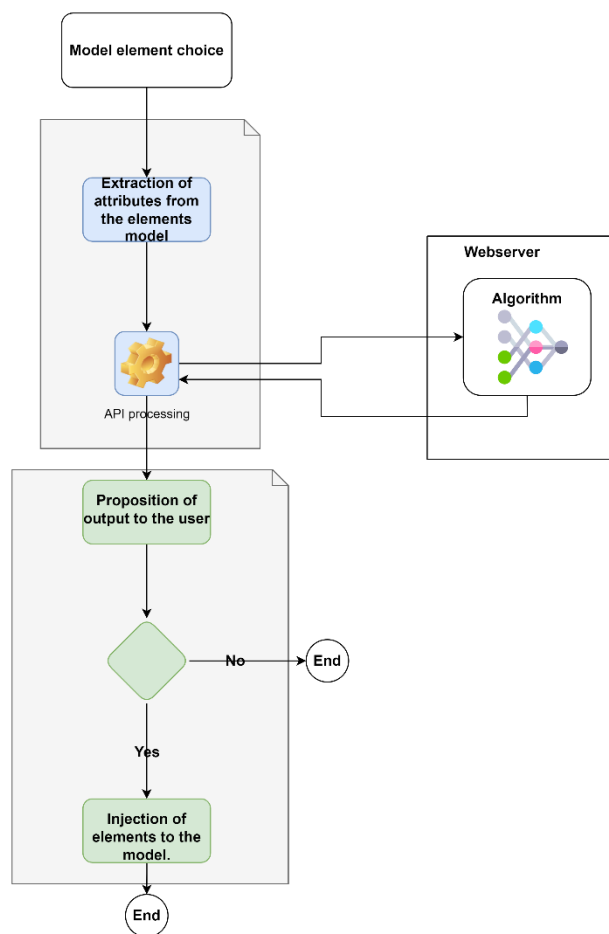 Model element choice
Extraction of
attributes from
the elements
model
Webserver
Algorithm
API processing
Proposition of
output to the user
No
End
Yes
Injection of
elements to the
model.
End